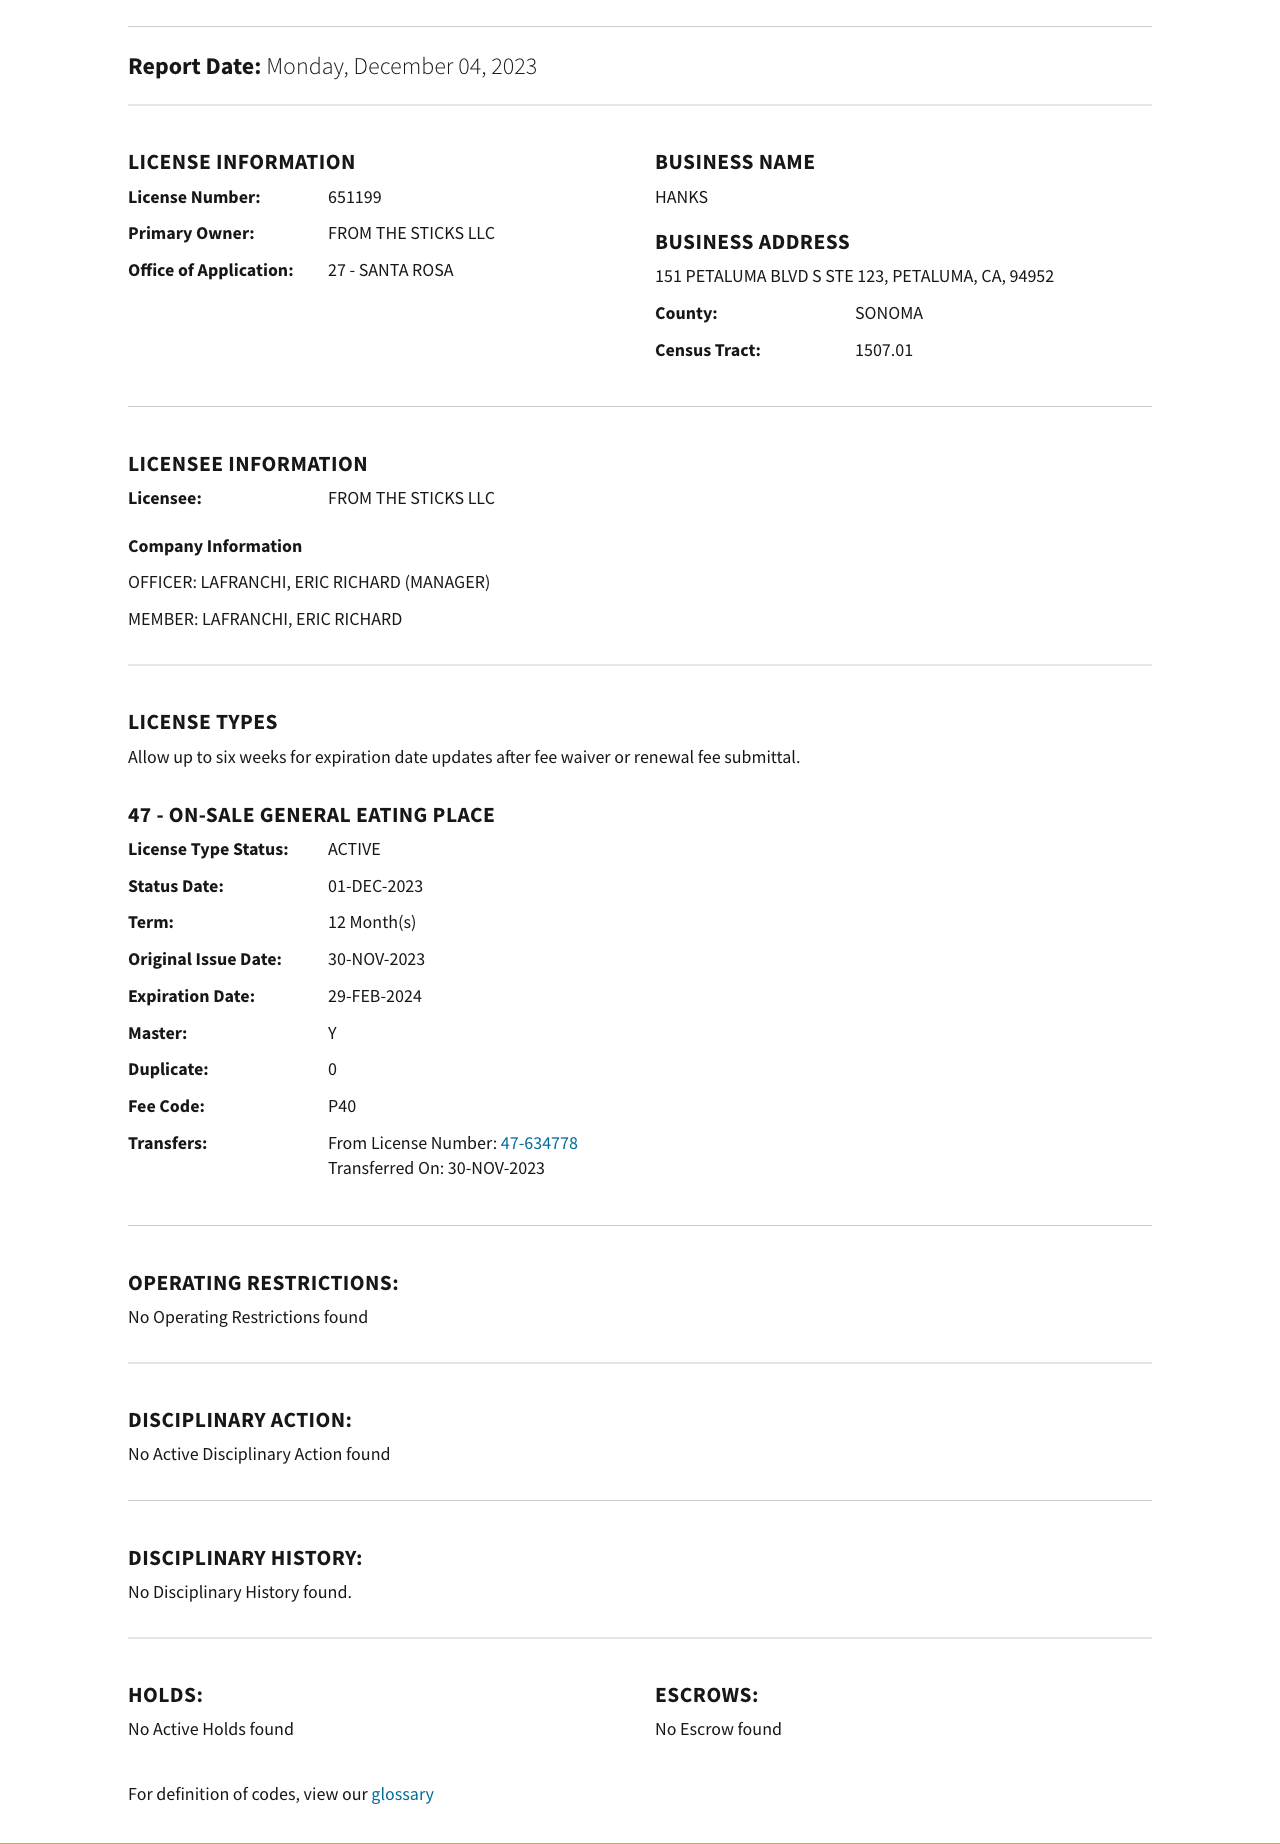 Report Date: Monday, December 04, 2023
LICENSE INFORMATION
License Number: 651199
Primary Owner: FROM THE STICKS LLC
Office of Application: 27 - SANTA ROSA
BUSINESS NAME
HANKS
BUSINESS ADDRESS
151 PETALUMA BLVD S STE 123, PETALUMA, CA, 94952
County: SONOMA
Census Tract: 1507.01
LICENSEE INFORMATION
Licensee: FROM THE STICKS LLC
Company Information
OFFICER: LAFRANCHI, ERIC RICHARD (MANAGER)
MEMBER: LAFRANCHI, ERIC RICHARD
LICENSE TYPES
Allow up to six weeks for expiration date updates after fee waiver or renewal fee submittal.
47 - ON-SALE GENERAL EATING PLACE
License Type Status: ACTIVE
Status Date: 01-DEC-2023
Term: 12 Month(s)
Original Issue Date: 30-NOV-2023
Expiration Date: 29-FEB-2024
Master: Y
Duplicate: 0
Fee Code: P40
Transfers: From License Number: 47-634778
Transferred On: 30-NOV-2023
OPERATING RESTRICTIONS:
No Operating Restrictions found
DISCIPLINARY ACTION:
No Active Disciplinary Action found
DISCIPLINARY HISTORY:
No Disciplinary History found.
HOLDS:
No Active Holds found
ESCROWS:
No Escrow found
For definition of codes, view our glossary